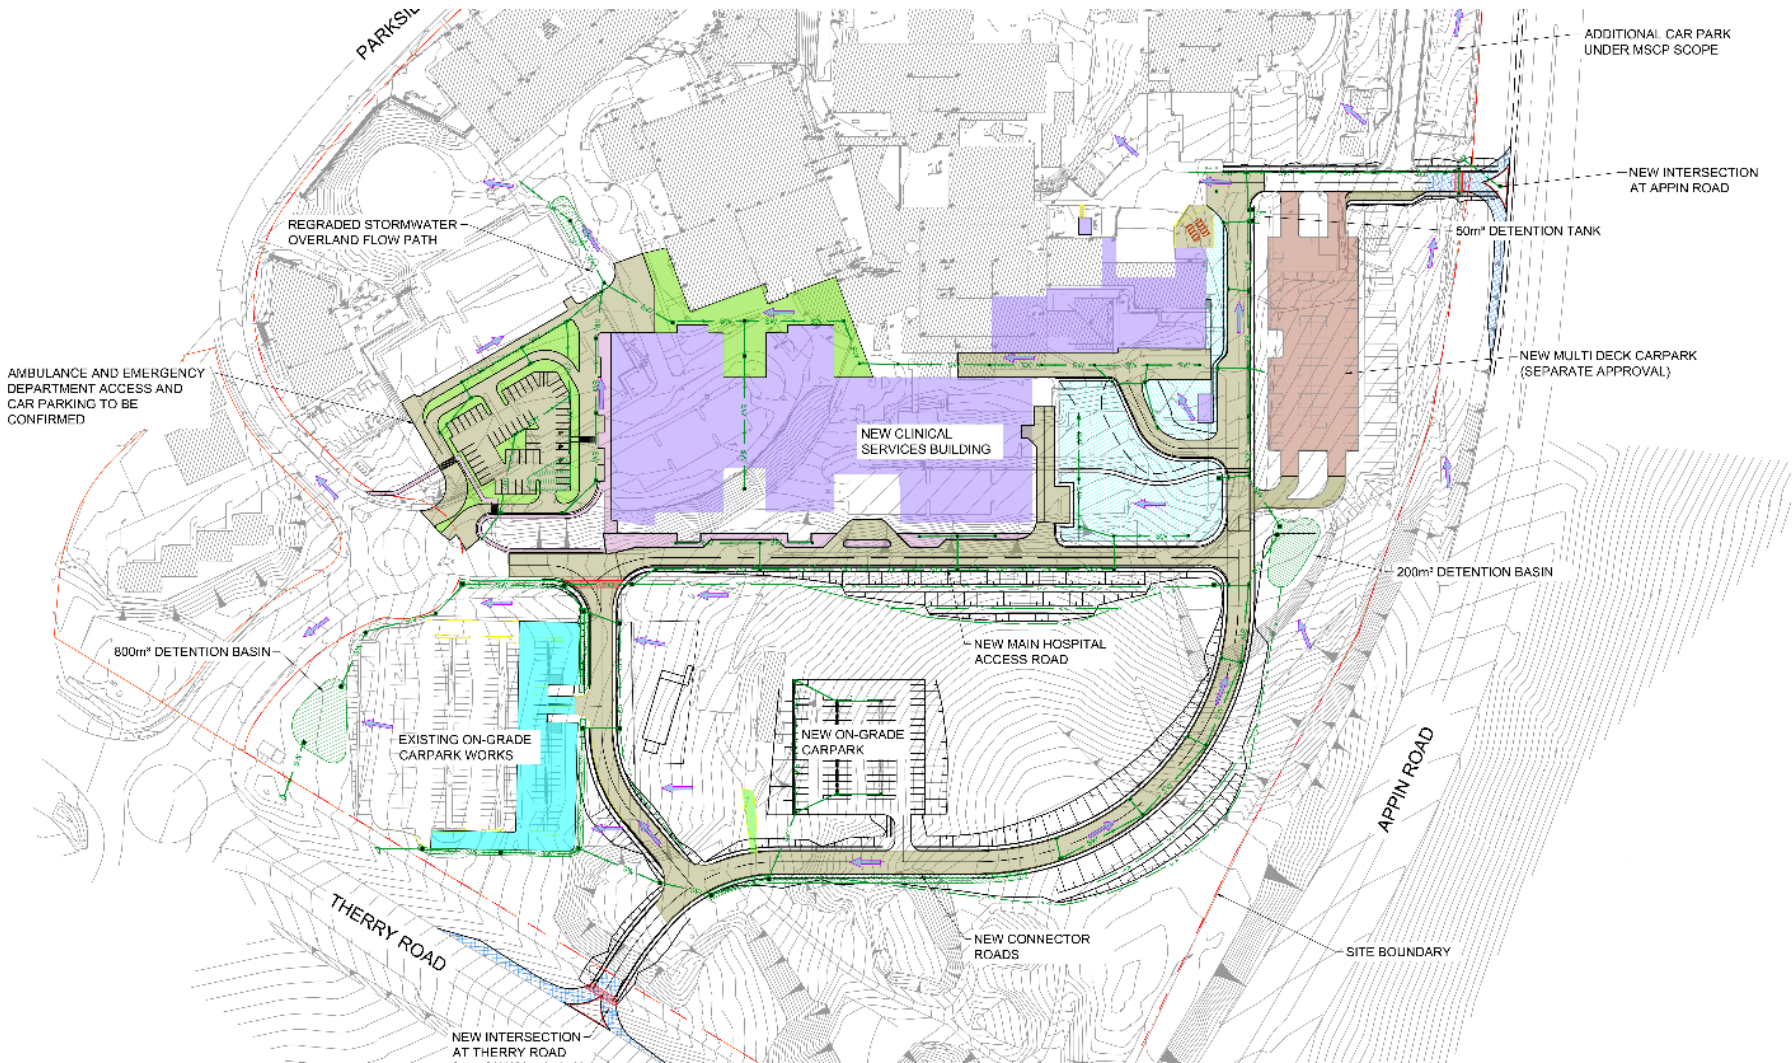 PARKSI
ADDITIONAL CAR PARK
UNDER MSCP SCOPE
NEW INTERSECTION
AT APPIN ROAD
REGRADED STORMWATER
OVERLAND FLOW PATH
50m³ DETENTION TANK
AMBULANCE AND EMERGENCY
DEPARTMENT ACCESS AND
CAR PARKING TO BE
CONFIRMED
NEW MULTI DECK CARPARK
(SEPARATE APPROVAL)
NEW CLINICAL
SERVICES BUILDING
200m³ DETENTION BASIN
800m³ DETENTION BASIN
NEW MAIN HOSPITAL
ACCESS ROAD
EXISTING ON-GRADE
CARPARK WORKS
NEW ON-GRADE
CARPARK
APPIN ROAD
THERRY ROAD
NEW CONNECTOR
ROADS
SITE BOUNDARY
NEW INTERSECTION
AT THERRY ROAD